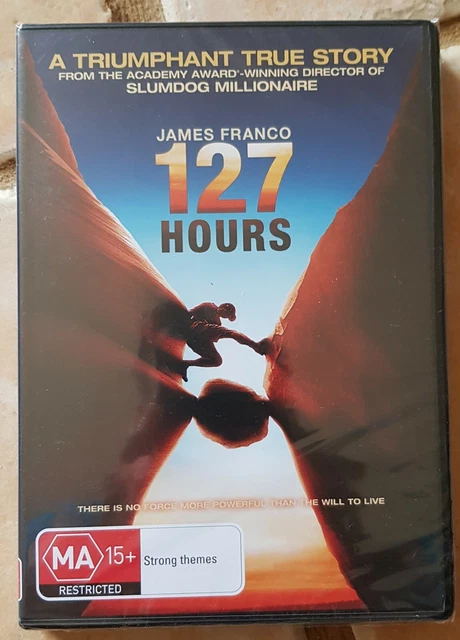 A TRIUMPHANT TRUE STORY
FROM THE ACADEMY AWARD®-WINNING DIRECTOR OF
SLUMDOG MILLIONAIRE
JAMES FRANCO
127
HOURS
THERE IS NO FORCE MORE POWERFUL THAN THE WILL TO LIVE
MA 15+
Strong themes
RESTRICTED